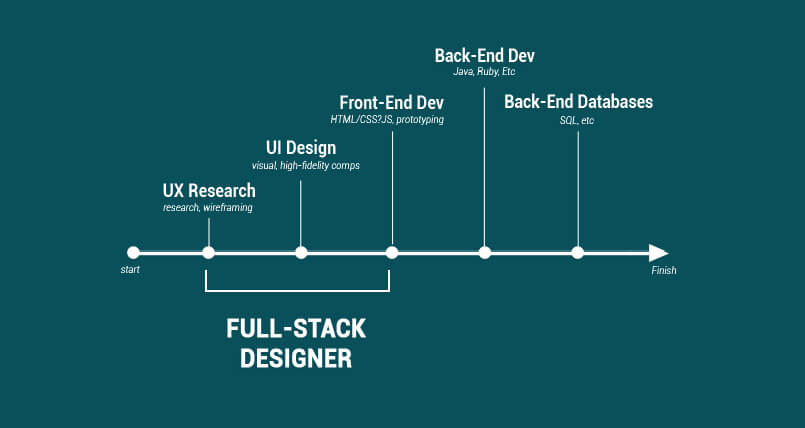 Back-End Dev
Java, Ruby, Etc
Front-End Dev
HTML/CSS?JS, prototyping
Back-End Databases
SQL, etc
UI Design
visual, high-fidelity comps
UX Research
research, wireframing
start
Finish
FULL-STACK
DESIGNER